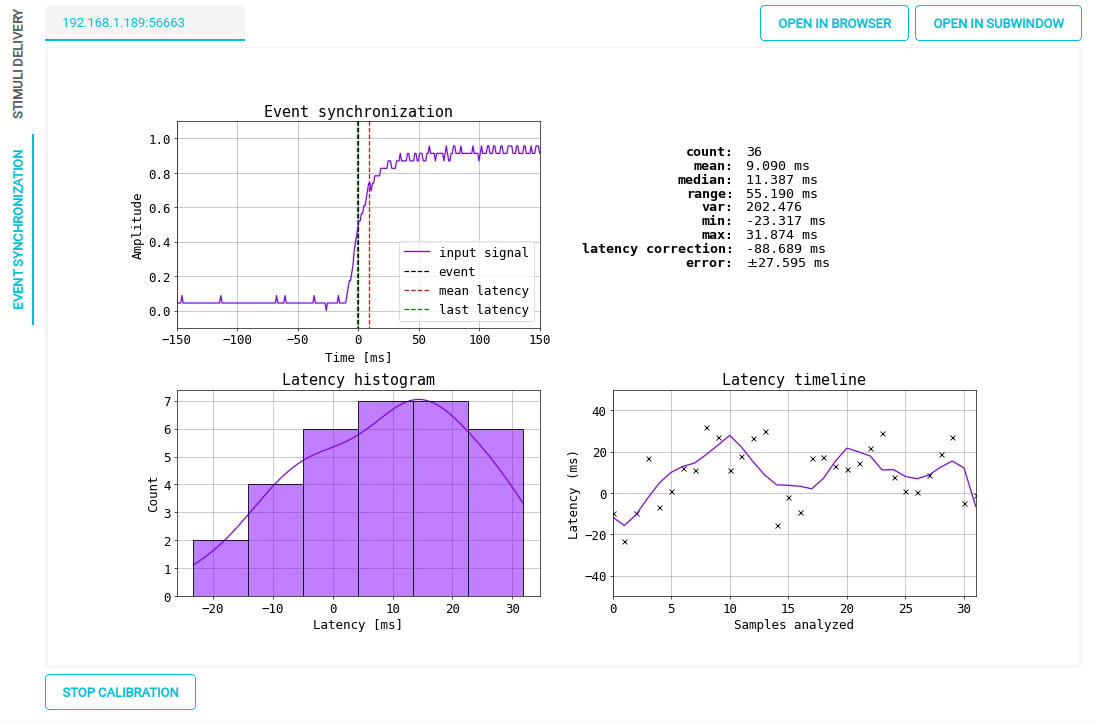 STIMULI DELIVERY
EVENT SYNCHRONIZATION
192.168.1.189:56663
OPEN IN BROWSER
OPEN IN SUBWINDOW
Event synchronization
1.0
0.8
0.6
0.4
0.2
0.0
Amplitude
input signal
event
mean latency
last latency
−150 −100 −50 0 50 100 150
Time [ms]
count: 36
mean: 9.090 ms
median: 11.387 ms
range: 55.190 ms
var: 202.476
min: -23.317 ms
max: 31.874 ms
latency correction: -88.689 ms
error: ±27.595 ms
Latency histogram
7
6
5
4
3
2
1
0
Count
−20 −10 0 10 20 30
Latency [ms]
Latency timeline
40
20
0
−20
−40
Latency (ms)
0 5 10 15 20 25 30
Samples analyzed
STOP CALIBRATION